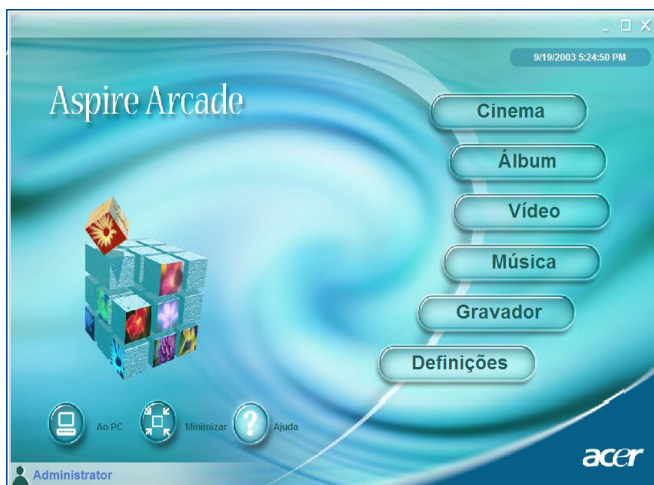 9/19/2003 5:24:50 PM
Aspire Arcade
Cinema
Álbum
Vídeo
Música
Gravador
Definições
Ao PC
Minimizar
Ajuda
acer
Administrator